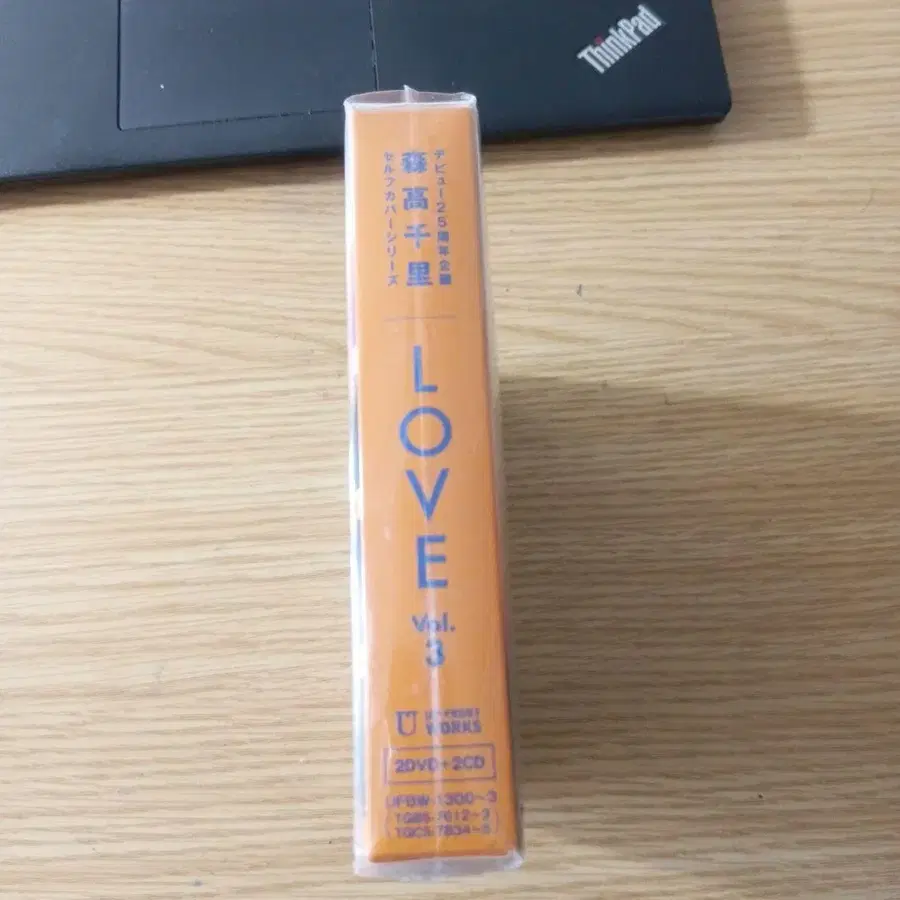 ThinkPad
デビュー25周年企画
森高千里
セルフカバーシリーズ
LOVE
Vol.
3
UP-FRONT
WORKS
2DVD+2CD
UFBW-1300~3